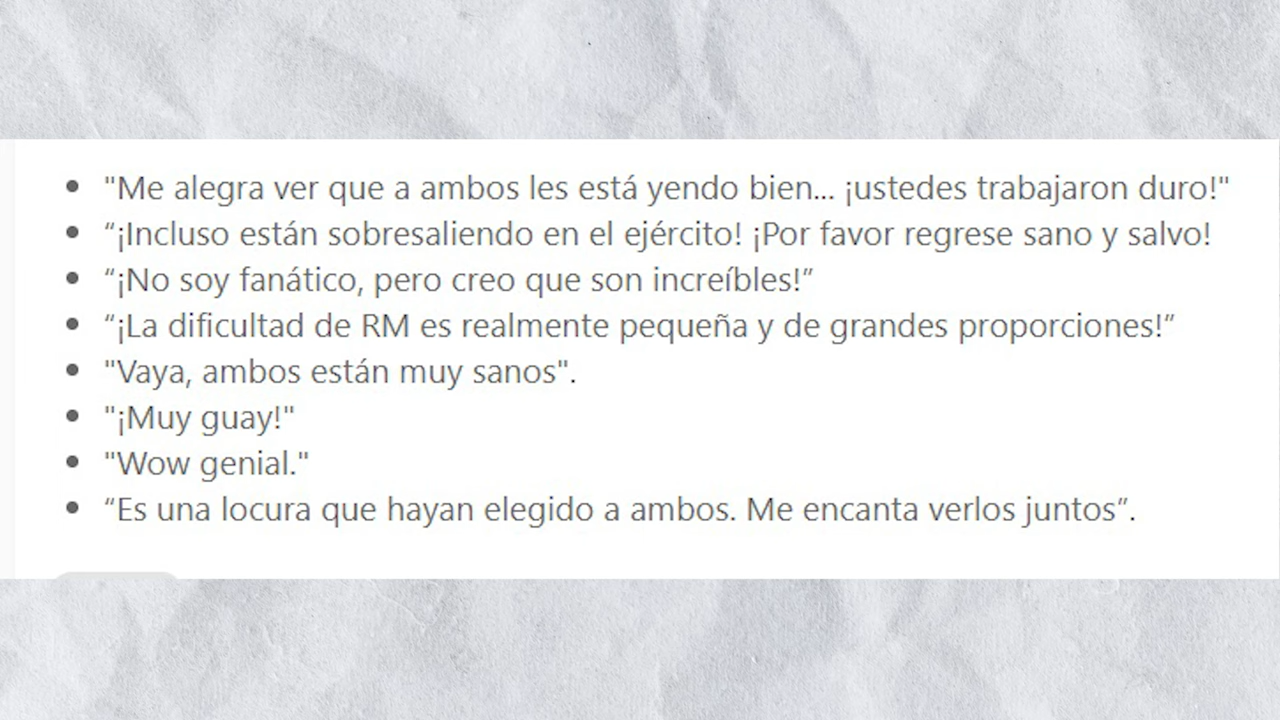 • "Me alegra ver que a ambos les está yendo bien... ¡ustedes trabajaron duro!"
• “¡Incluso están sobresaliendo en el ejército! ¡Por favor regrese sano y salvo!
• “¡No soy fanático, pero creo que son increíbles!”
• “¡La dificultad de RM es realmente pequeña y de grandes proporciones!”
• "Vaya, ambos están muy sanos".
• "¡Muy guay!"
• "Wow genial."
• “Es una locura que hayan elegido a ambos. Me encanta verlos juntos”.